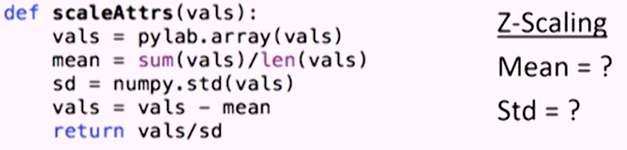 def scaleAttrs(vals):
    vals = pylab.array(vals)
    mean = sum(vals)/len(vals)
    sd = numpy.std(vals)
    vals = vals - mean
    return vals/sd
Z-Scaling
Mean = ?
Std = ?